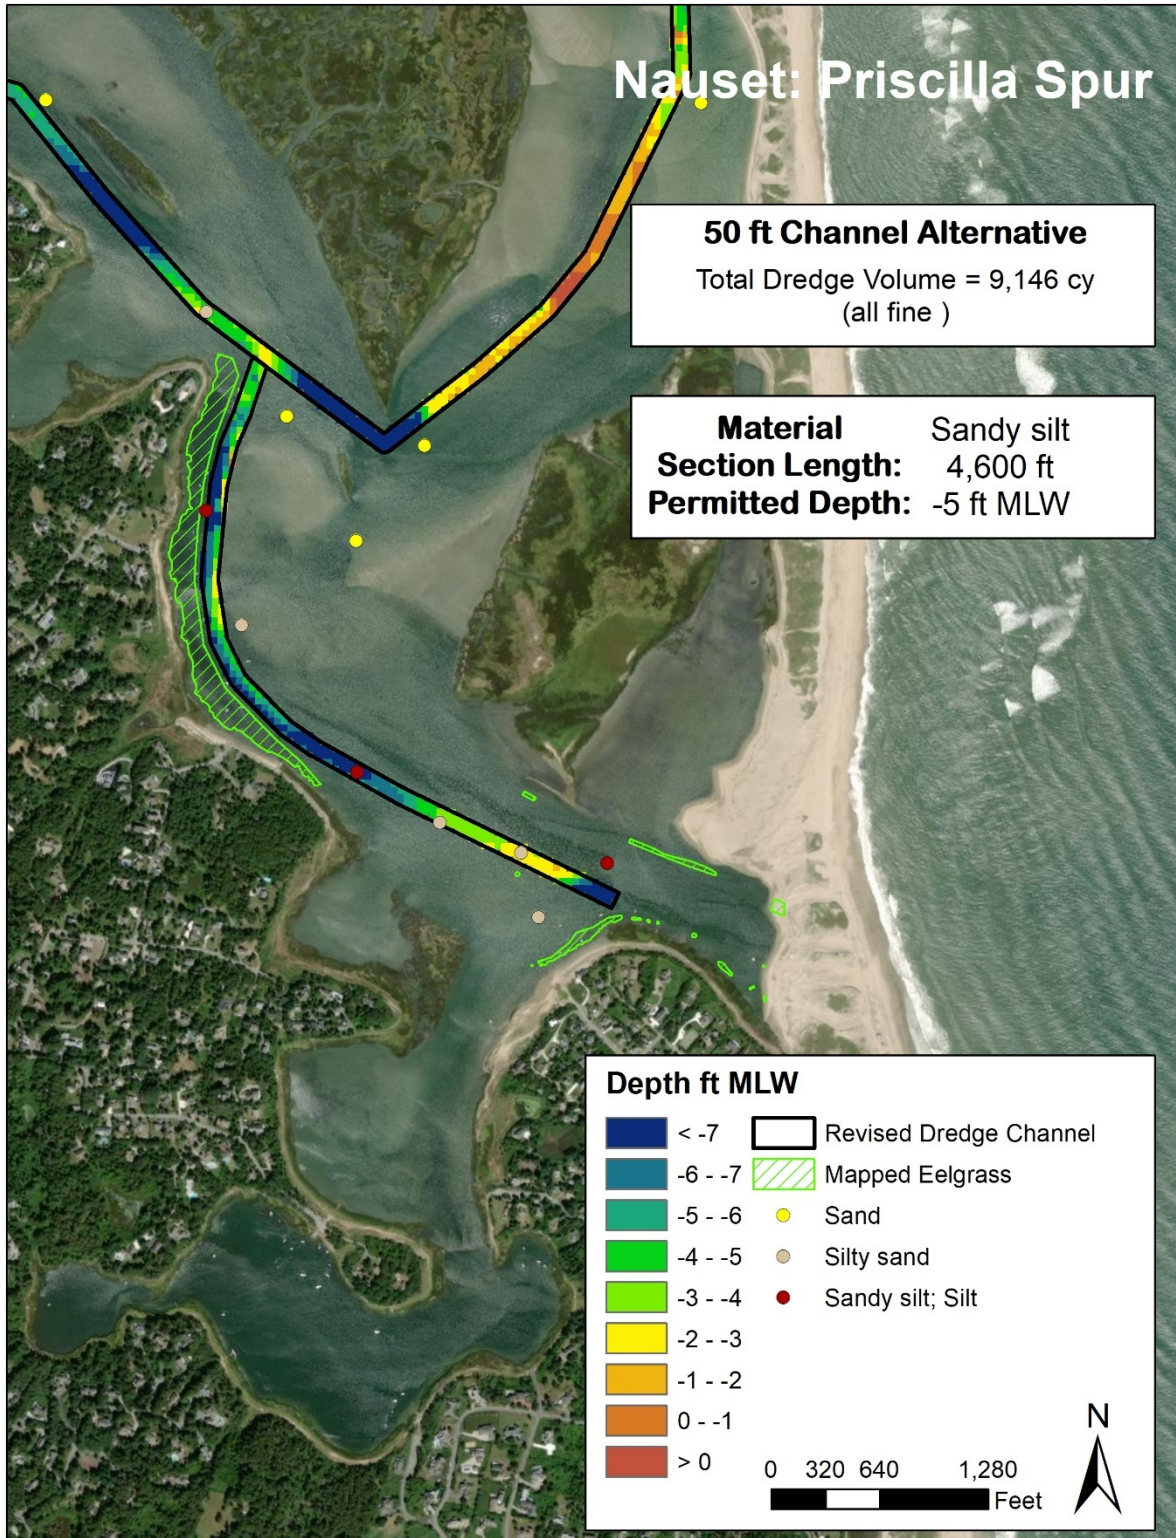 Nauset: Priscilla Spur
50 ft Channel Alternative
Total Dredge Volume = 9,146 cy
(all fine )
Material Sandy silt
Section Length: 4,600 ft
Permitted Depth: -5 ft MLW
Depth ft MLW
< -7 Revised Dredge Channel
-6 - -7 Mapped Eelgrass
-5 - -6 Sand
-4 - -5 Silty sand
-3 - -4 Sandy silt; Silt
-2 - -3
-1 - -2
0 - -1
> 0
N
0 320 640 1,280
Feet